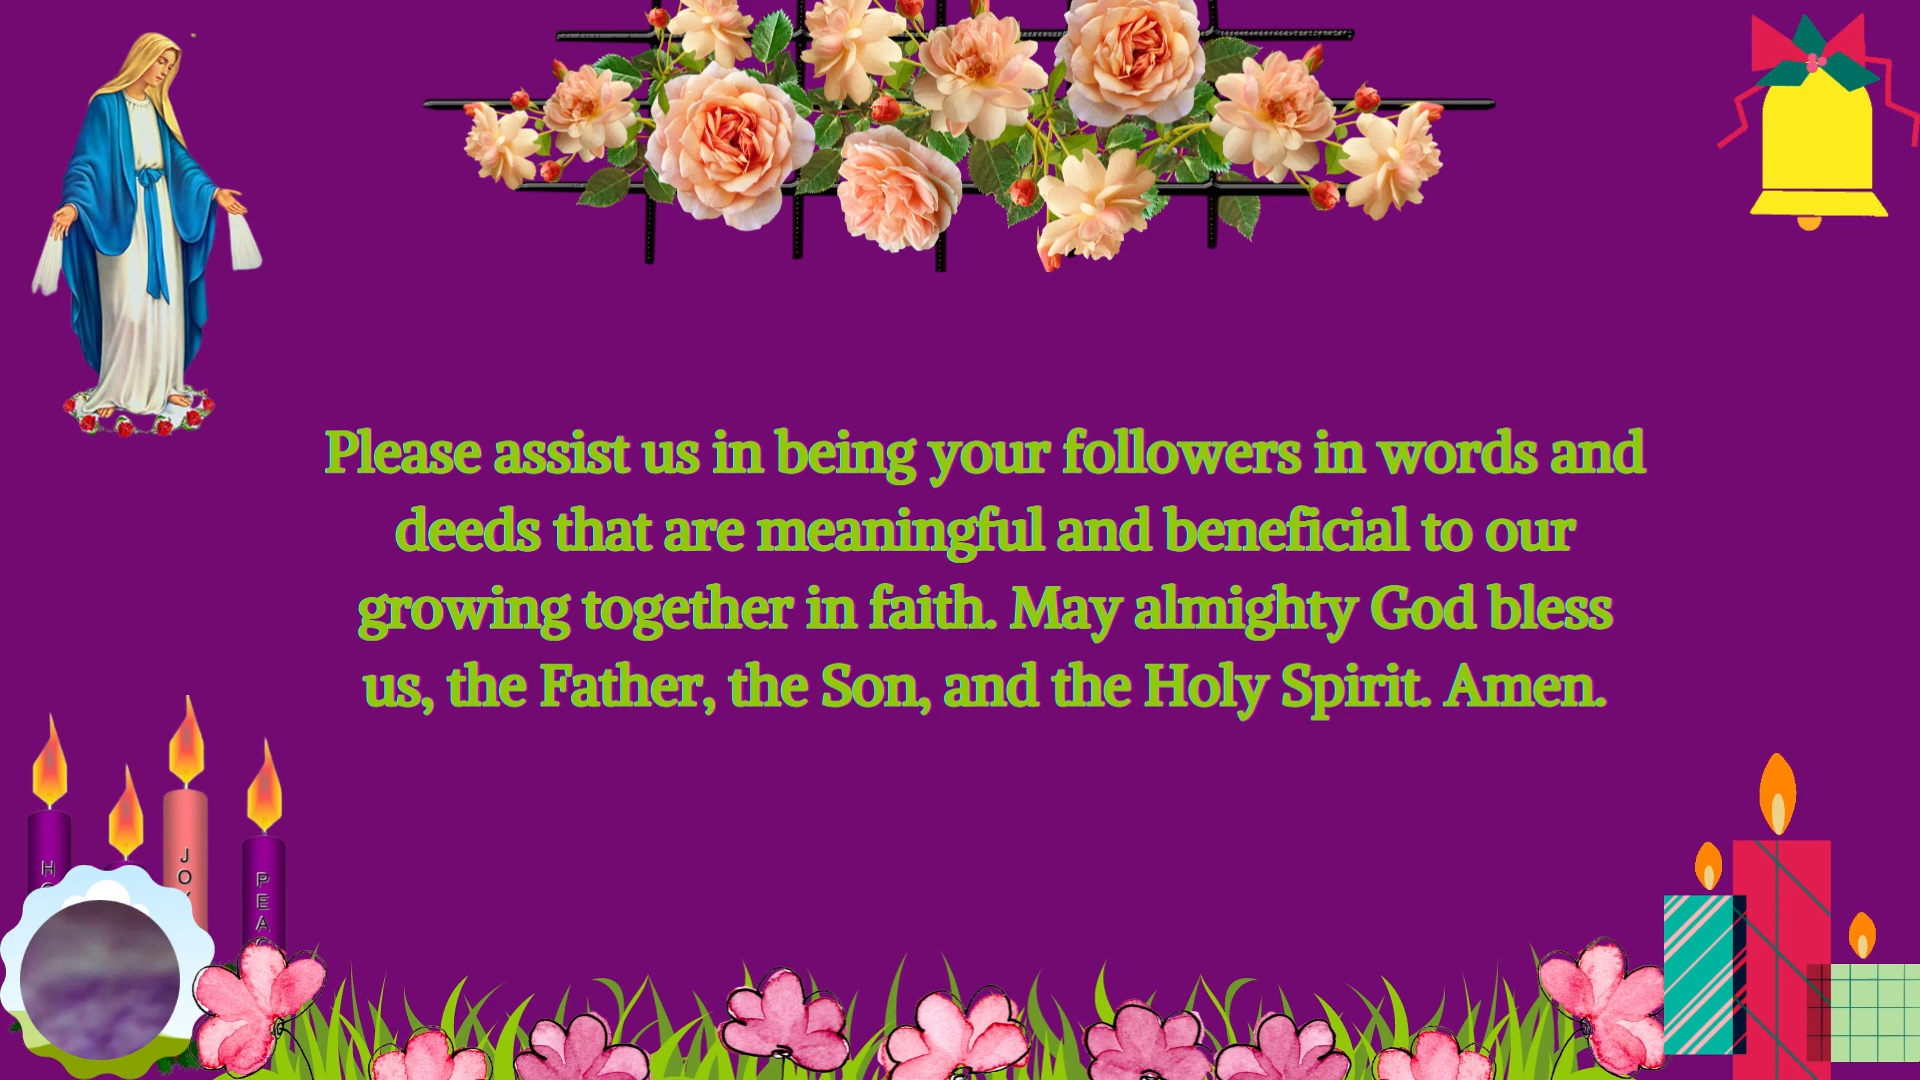 Please assist us in being your followers in words and
deeds that are meaningful and beneficial to our
growing together in faith. May almighty God bless
us, the Father, the Son, and the Holy Spirit. Amen.
JOY